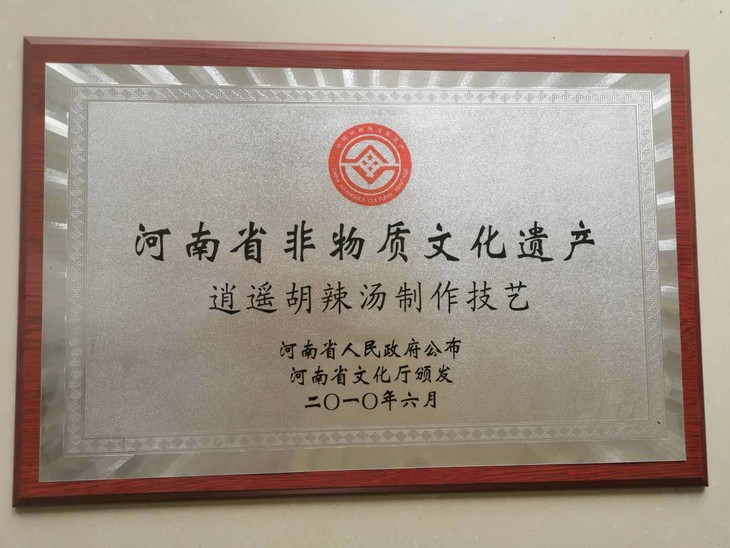 河南省非物质文化遗产
逍遥胡辣汤制作技艺
河南省人民政府公布
河南省文化厅颁发
二〇一〇年六月